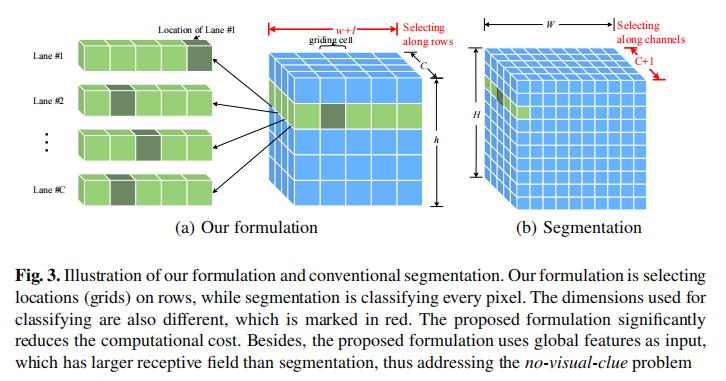 Location of Lane #1
Lane #1
Lane #2
Lane #C
w+1
Selecting
along rows
griding cell
C
h
(a) Our formulation
W
Selecting
along channels
C+1
H
(b) Segmentation
Fig. 3. Illustration of our formulation and conventional segmentation. Our formulation is selecting
locations (grids) on rows, while segmentation is classifying every pixel. The dimensions used for
classifying are also different, which is marked in red. The proposed formulation significantly
reduces the computational cost. Besides, the proposed formulation uses global features as input,
which has larger receptive field than segmentation, thus addressing the no-visual-clue problem